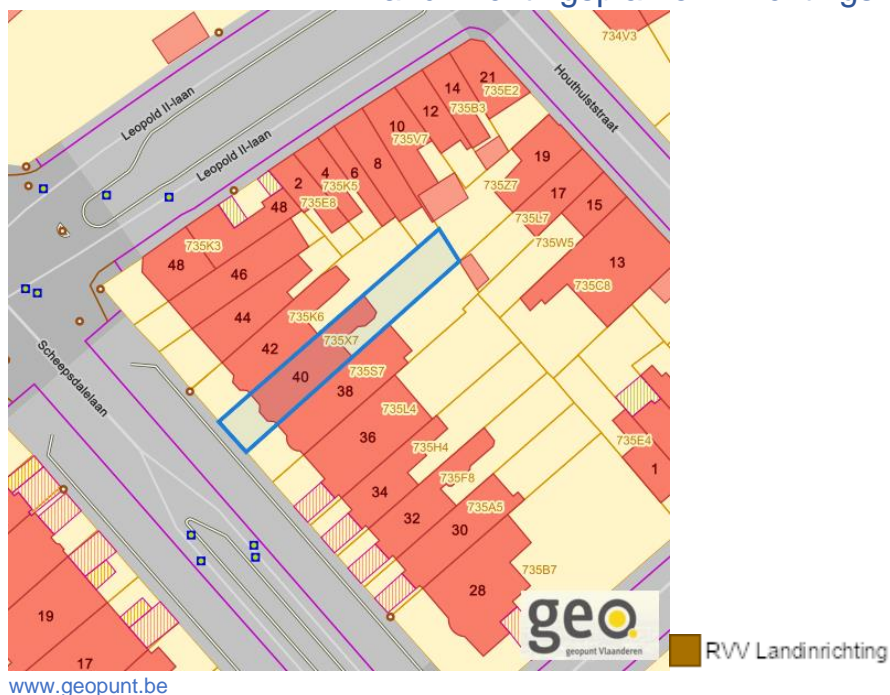 734V3
Leopold II-laan
Leopold II-laan
Houthulststraat
21
735E2
14
735B3
12
10
735V7
8
6
4
735K5
2
735E8
48
19
735Z7
17
735L7
15
735W5
13
735C8
735K3
48
46
44
735K6
42
735X7
40
735S7
38
735L4
36
735H4
34
735F8
32
735A5
30
735B7
28
735E4
1
Scheepsdalelaan
19
17
geo
geopunt Vlaanderen
RVV Landinrichting
www.geopunt.be